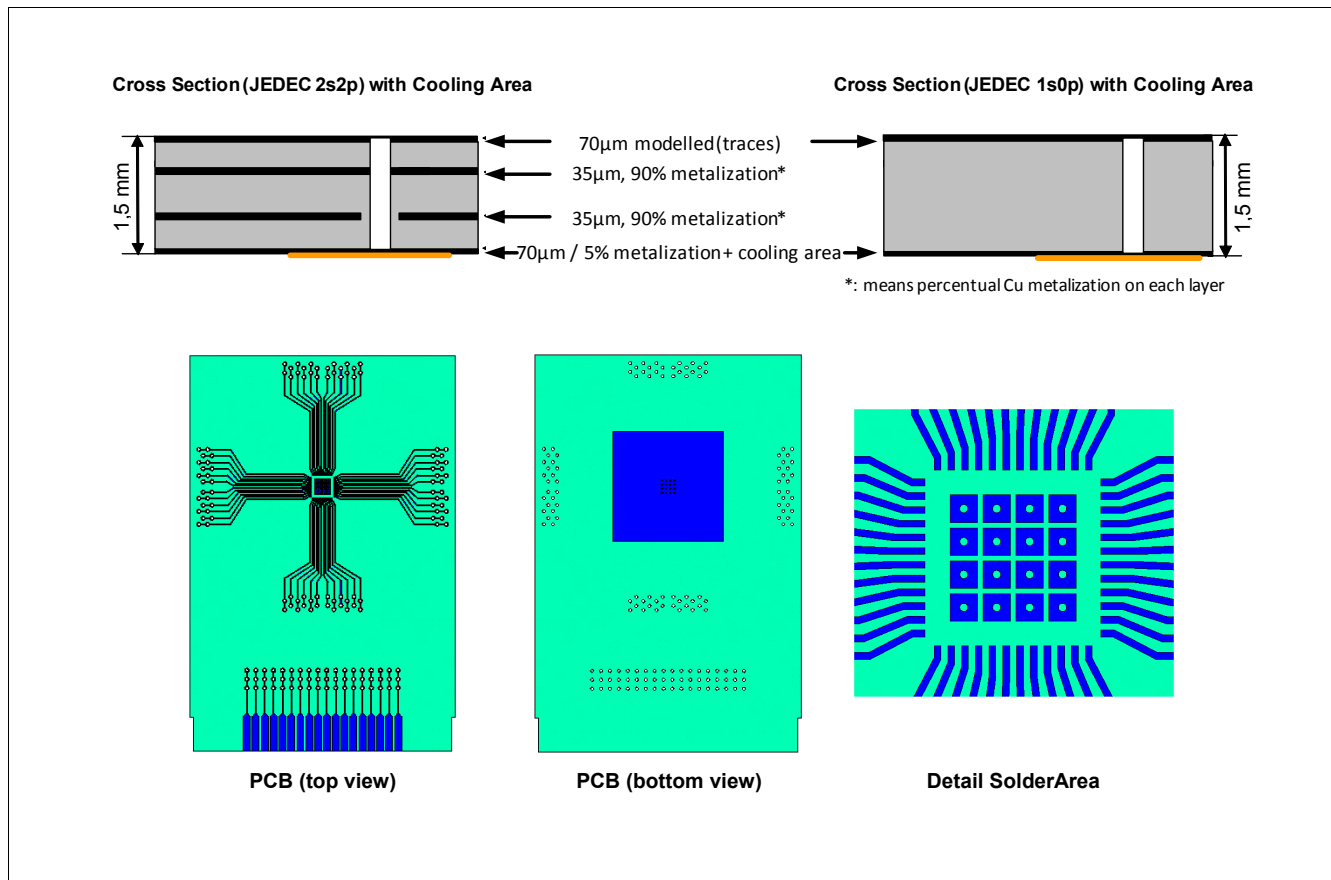 Cross Section (JEDEC 2s2p) with Cooling Area
Cross Section (JEDEC 1s0p) with Cooling Area
1,5 mm
70µm modelled (traces)
35µm, 90% metalization*
35µm, 90% metalization*
70µm / 5% metalization + cooling area
1,5 mm
*: means percentual Cu metalization on each layer
PCB (top view)
PCB (bottom view)
Detail SolderArea